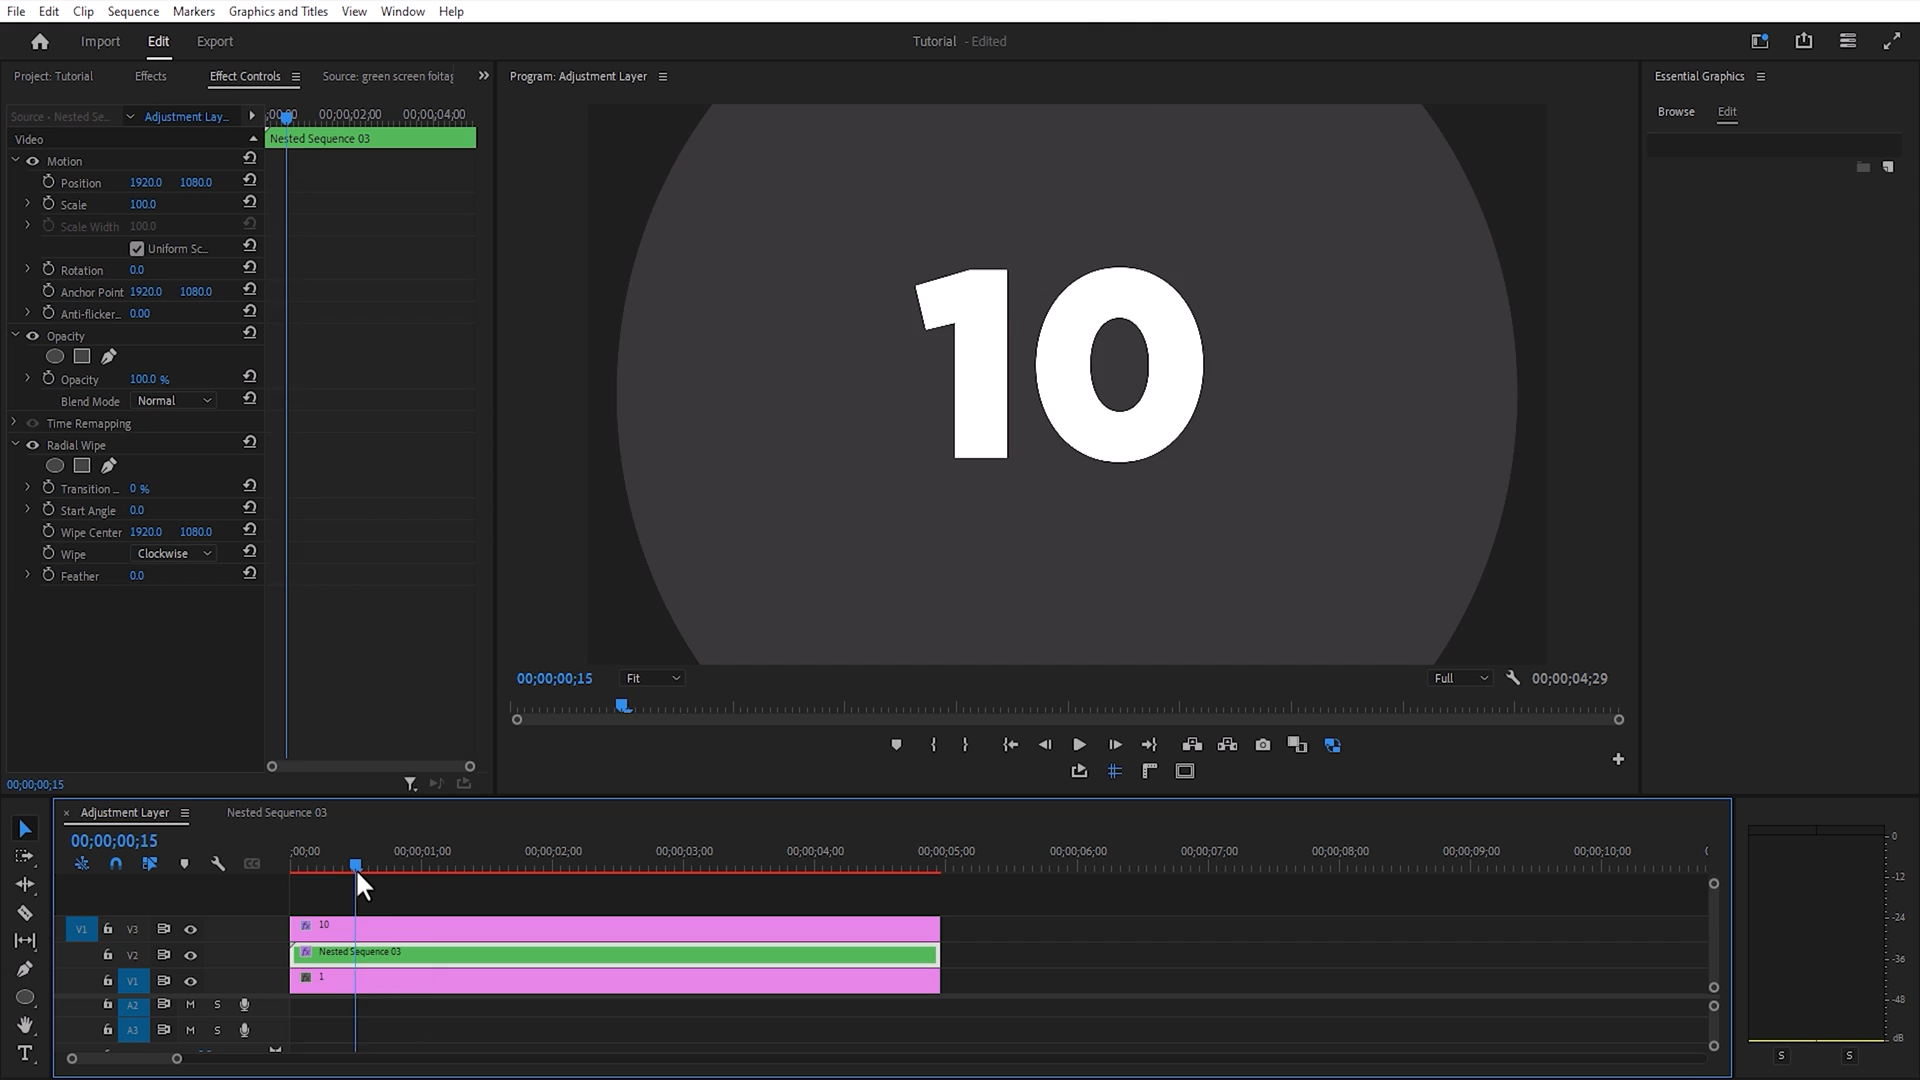 File Edit Clip Sequence Markers Graphics and Titles View Window Help
Import Edit Export Tutorial - Edited
Project: Tutorial Effects Effect Controls Source: green screen foitag Program: Adjustment Layer Essential Graphics
Browse Edit
Source • Nested Se... Adjustment Lay... ;00;00 00;00;02;00 00;00;04;00
Video Nested Sequence 03
Motion
Position 1920.0 1080.0
Scale 100.0
Scale Width 100.0
Uniform Sc...
Rotation 0.0
Anchor Point 1920.0 1080.0
Anti-flicker... 0.00
Opacity
Opacity 100.0 %
Blend Mode Normal
Time Remapping
Radial Wipe
Transition ... 0 %
Start Angle 0.0
Wipe Center 1920.0 1080.0
Wipe Clockwise
Feather 0.0
10
00;00;00;15 Fit Full 00;00;04;29
00;00;00;15
Adjustment Layer Nested Sequence 03
00;00;00;15
;00;00 00;00;01;00 00;00;02;00 00;00;03;00 00;00;04;00 00;00;05;00 00;00;06;00 00;00;07;00 00;00;08;00 00;00;09;00 00;00;10;00
V1 V3 fx 10
V2 fx Nested Sequence 03
V1 fx 1
A2 M S
A3 M S
0
-12
-24
-36
-48
dB
S S